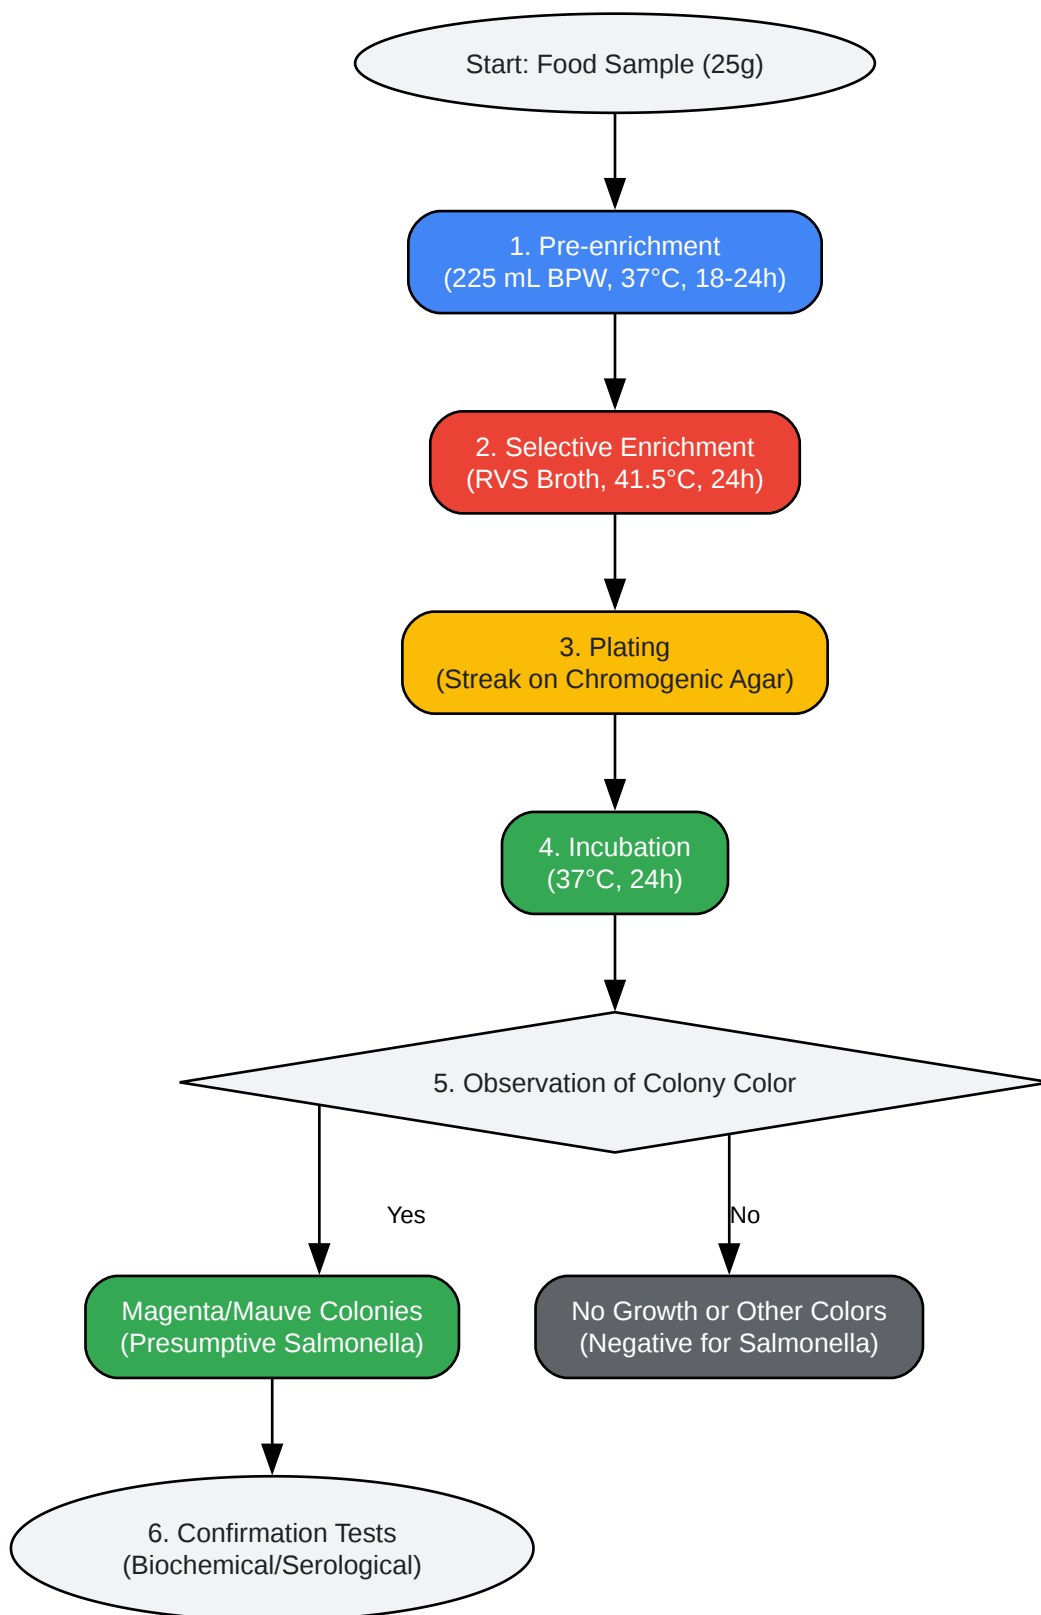 Start: Food Sample (25g)
1. Pre-enrichment
(225 mL BPW, 37°C, 18-24h)
2. Selective Enrichment
(RVS Broth, 41.5°C, 24h)
3. Plating
(Streak on Chromogenic Agar)
4. Incubation
(37°C, 24h)
5. Observation of Colony Color
Yes
No
Magenta/Mauve Colonies
(Presumptive Salmonella)
No Growth or Other Colors
(Negative for Salmonella)
6. Confirmation Tests
(Biochemical/Serological)